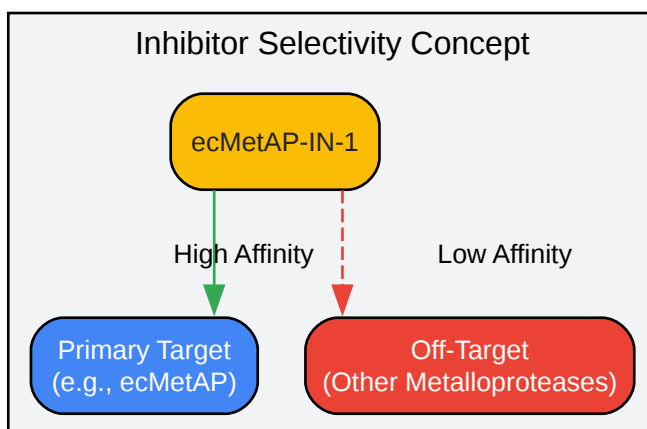 Inhibitor Selectivity Concept
ecMetAP-IN-1
High Affinity
Low Affinity
Primary Target
(e.g., ecMetAP)
Off-Target
(Other Metalloproteases)